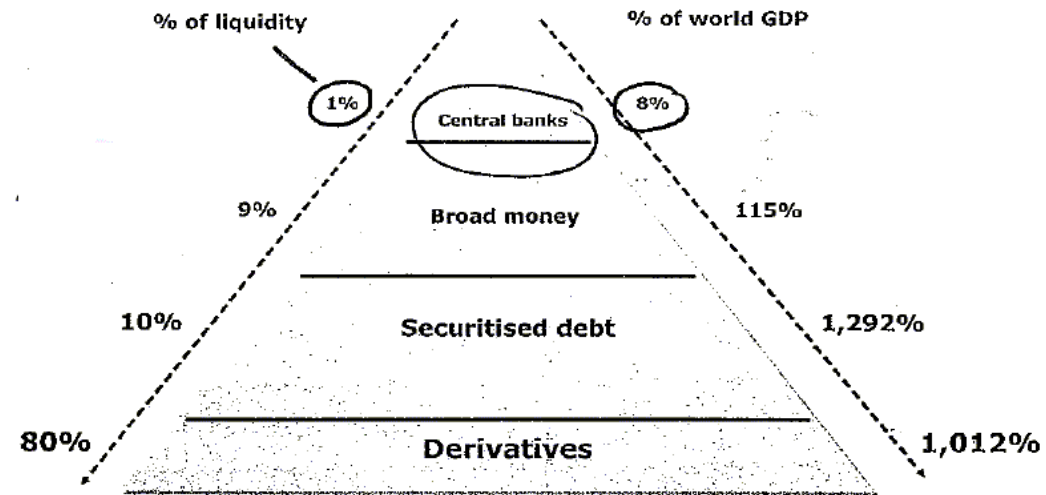 % of liquidity
% of world GDP
1%
Central banks
8%
9%
Broad money
115%
10%
Securitised debt
1,292%
80%
Derivatives
1,012%